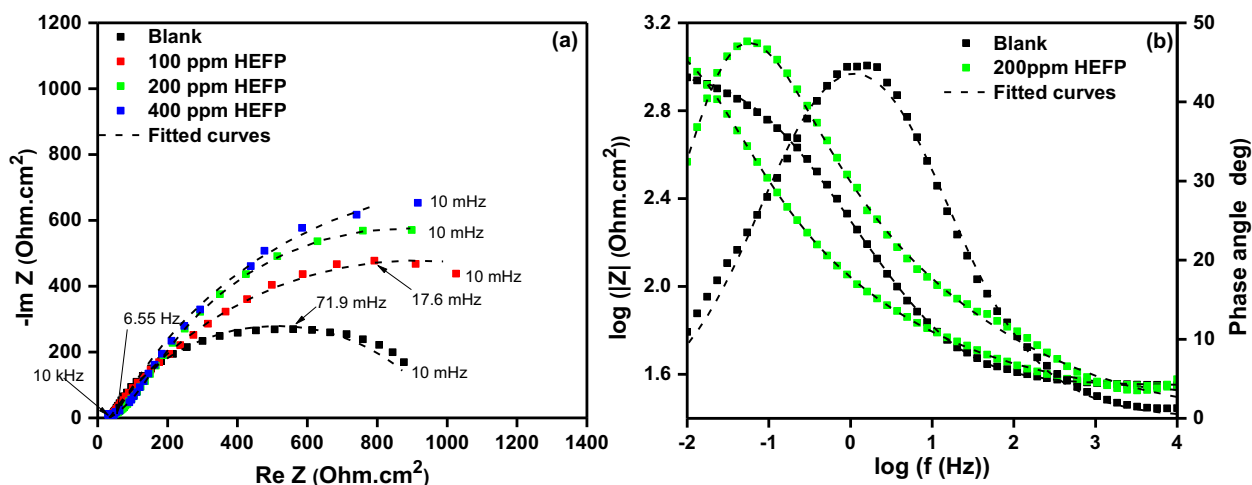 1200
1000
800
600
400
200
0
-Im Z (Ohm.cm²)
Blank
100 ppm HEFP
200 ppm HEFP
400 ppm HEFP
Fitted curves
(a)
10 mHz
10 mHz
10 mHz
17.6 mHz
71.9 mHz
6.55 Hz
10 mHz
10 kHz
0 200 400 600 800 1000 1200 1400
Re Z (Ohm.cm²)
3.2
2.8
2.4
2.0
1.6
log (|Z| (Ohm.cm²))
Blank
200ppm HEFP
Fitted curves
(b)
50
40
30
20
10
0
Phase angle deg)
-2 -1 0 1 2 3 4
log (f (Hz))